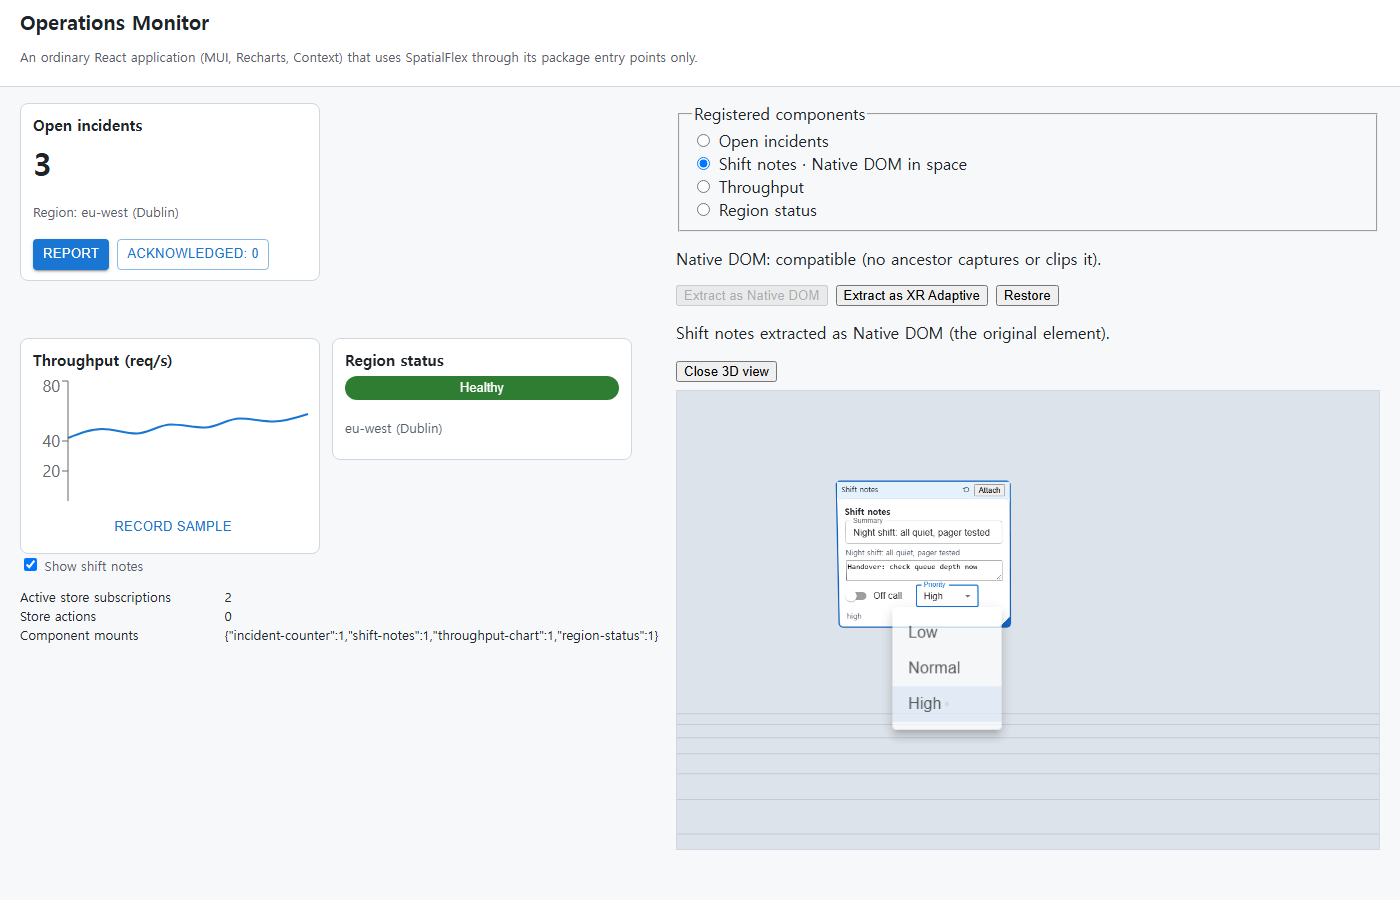 Operations Monitor
An ordinary React application (MUI, Recharts, Context) that uses SpatialFlex through its package entry points only.
Open incidents
3
Region: eu-west (Dublin)
REPORT
ACKNOWLEDGED: 0
Throughput (req/s)
80
40
20
RECORD SAMPLE
Region status
Healthy
eu-west (Dublin)
Show shift notes
Active store subscriptions 2
Store actions 0
Component mounts {"incident-counter":1,"shift-notes":1,"throughput-chart":1,"region-status":1}
Registered components
Open incidents
Shift notes · Native DOM in space
Throughput
Region status
Native DOM: compatible (no ancestor captures or clips it).
Extract as Native DOM
Extract as XR Adaptive
Restore
Shift notes extracted as Native DOM (the original element).
Close 3D view
Shift notes
Attach
Shift notes
Summary
Night shift: all quiet, pager tested
Night shift: all quiet, pager tested
Handover: check queue depth now
Off call
Priority
High
high
Low
Normal
High